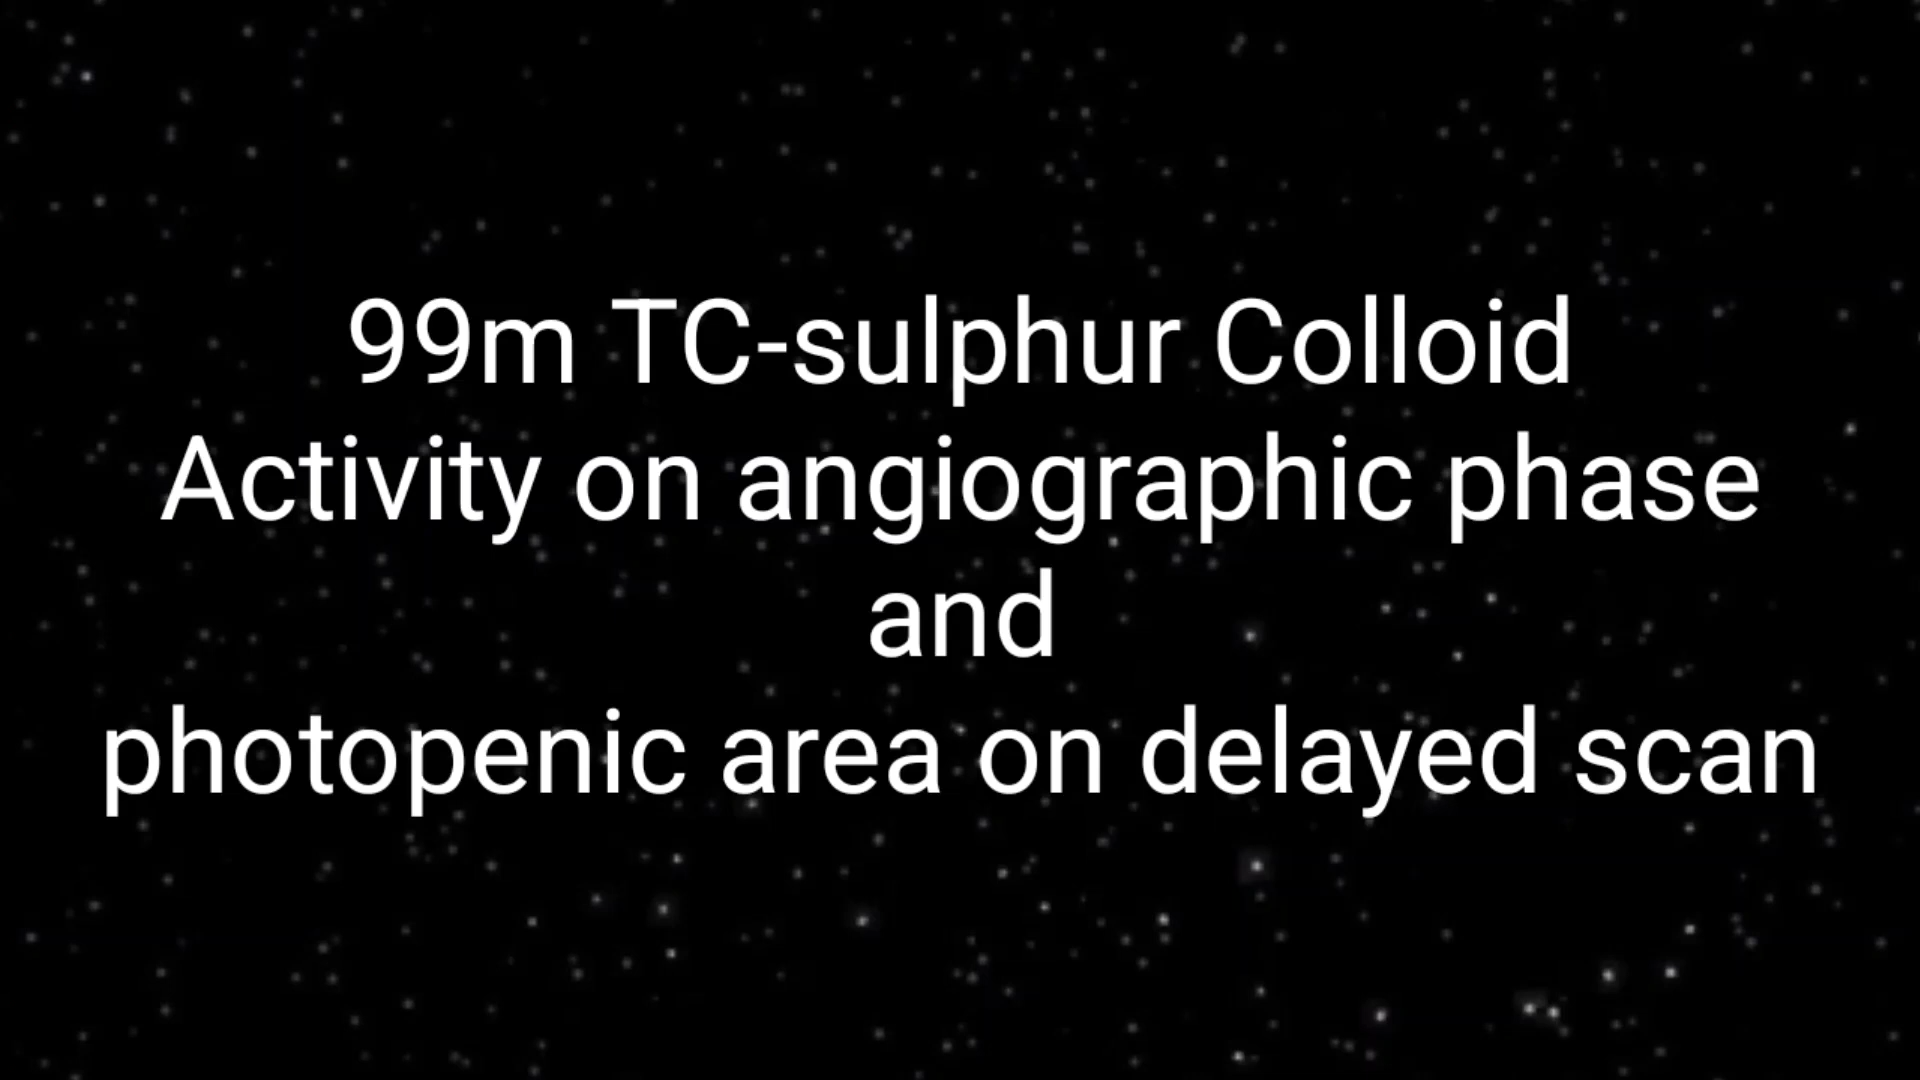 99m TC-sulphur Colloid
Activity on angiographic phase
and
photopenic area on delayed scan